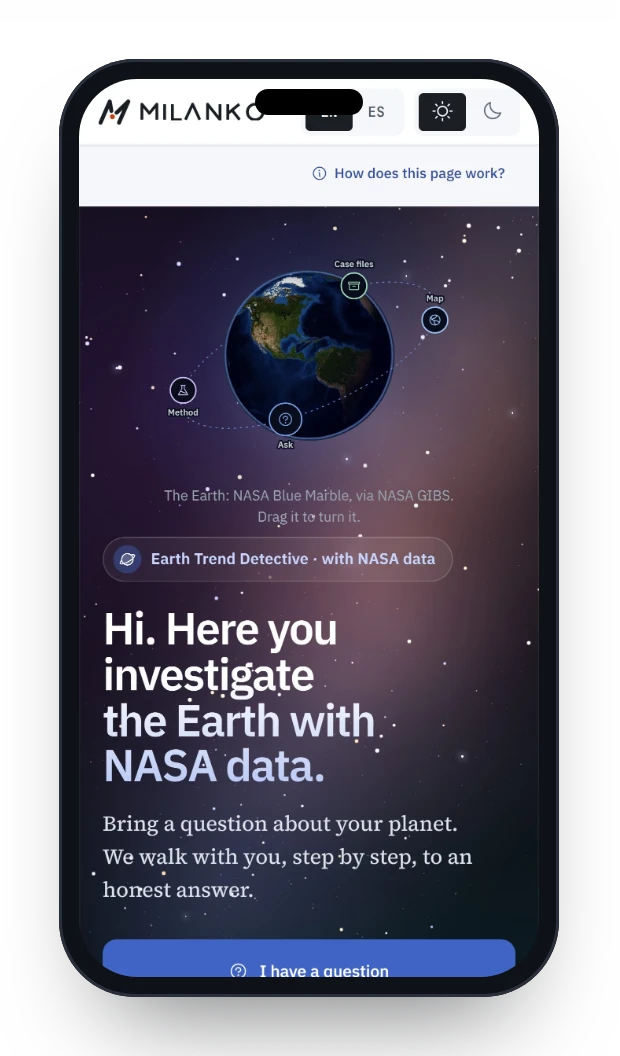 MILANKO
ES
How does this page work?
Case files
Map
Method
Ask
The Earth: NASA Blue Marble, via NASA GIBS.
Drag it to turn it.
Earth Trend Detective · with NASA data
Hi. Here you
investigate
the Earth with
NASA data.
Bring a question about your planet.
We walk with you, step by step, to an
honest answer.
I have a question